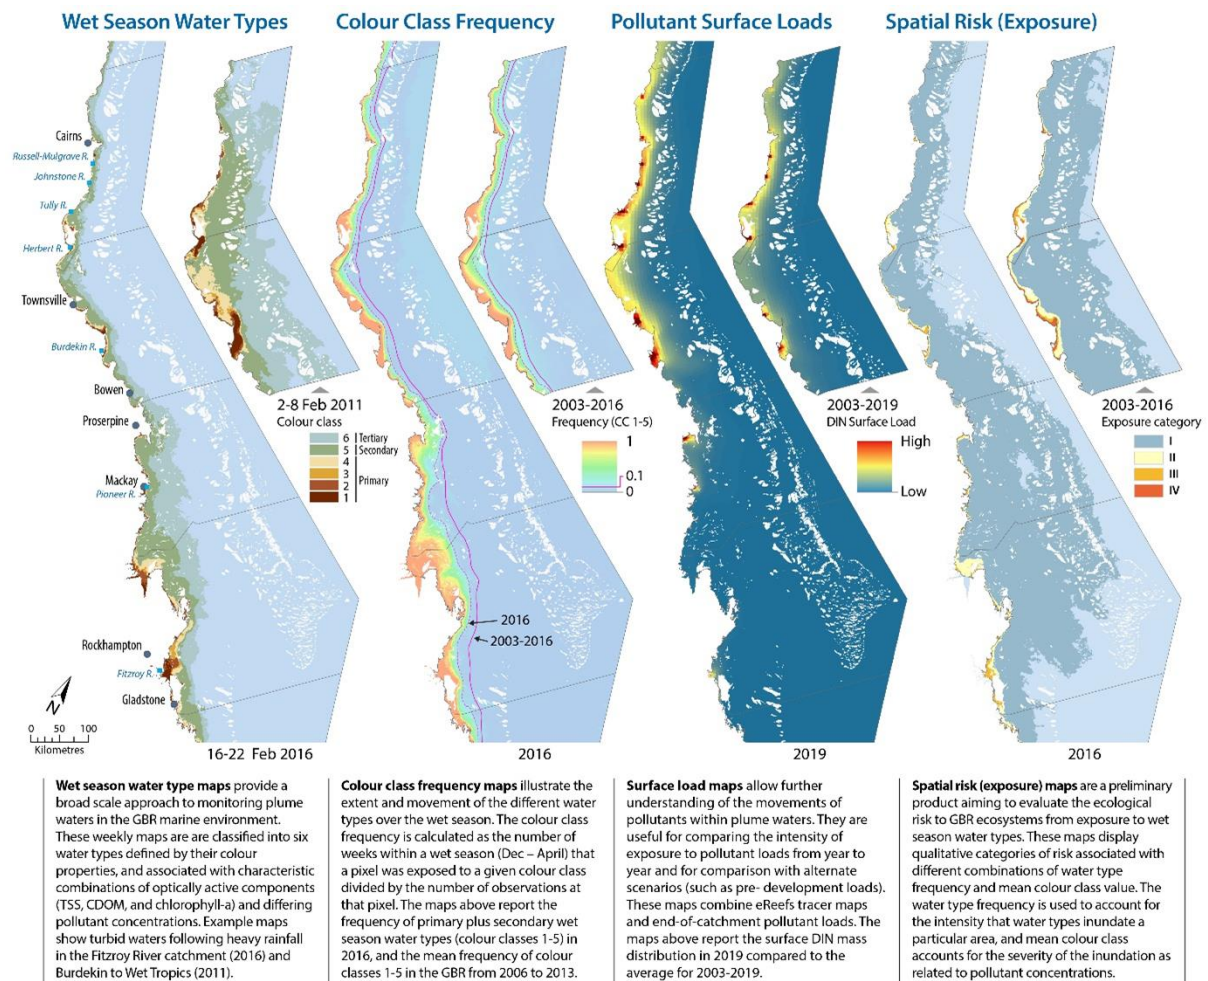 Wet Season Water Types
Colour Class Frequency
Pollutant Surface Loads
Spatial Risk (Exposure)
Cairns
Russell-Mulgrave R.
Johnstone R.
Tully R.
Herbert R.
Townsville
Burdekin R.
Bowen
Proserpine
Mackay
Pioneer R.
Rockhampton
Fitzroy R.
Gladstone
N
0 50 100
Kilometres
16-22 Feb 2016
2-8 Feb 2011
Colour class
6 Tertiary
5 Secondary
4
3
2 Primary
1
2003-2016
Frequency (CC 1-5)
1
0.1
0
2016
2003-2016
2016
2003-2019
DIN Surface Load
High
Low
2019
2003-2016
Exposure category
I
II
III
IV
2016
Wet season water type maps provide a
broad scale approach to monitoring plume
waters in the GBR marine environment.
These weekly maps are are classified into six
water types defined by their colour
properties, and associated with characteristic
combinations of optically active components
(TSS, CDOM, and chlorophyll-a) and differing
pollutant concentrations. Example maps
show turbid waters following heavy rainfall
in the Fitzroy River catchment (2016) and
Burdekin to Wet Tropics (2011).
Colour class frequency maps illustrate the
extent and movement of the different water
types over the wet season. The colour class
frequency is calculated as the number of
weeks within a wet season (Dec – April) that
a pixel was exposed to a given colour class
divided by the number of observations at
that pixel. The maps above report the
frequency of primary plus secondary wet
season water types (colour classes 1-5) in
2016, and the mean frequency of colour
classes 1-5 in the GBR from 2006 to 2013.
Surface load maps allow further
understanding of the movements of
pollutants within plume waters. They are
useful for comparing the intensity of
exposure to pollutant loads from year to
year and for comparison with alternate
scenarios (such as pre- development loads).
These maps combine eReefs tracer maps
and end-of-catchment pollutant loads. The
maps above report the surface DIN mass
distribution in 2019 compared to the
average for 2003-2019.
Spatial risk (exposure) maps are a preliminary
product aiming to evaluate the ecological
risk to GBR ecosystems from exposure to wet
season water types. These maps display
qualitative categories of risk associated with
different combinations of water type
frequency and mean colour class value. The
water type frequency is used to account for
the intensity that water types inundate a
particular area, and mean colour class
accounts for the severity of the inundation as
related to pollutant concentrations.